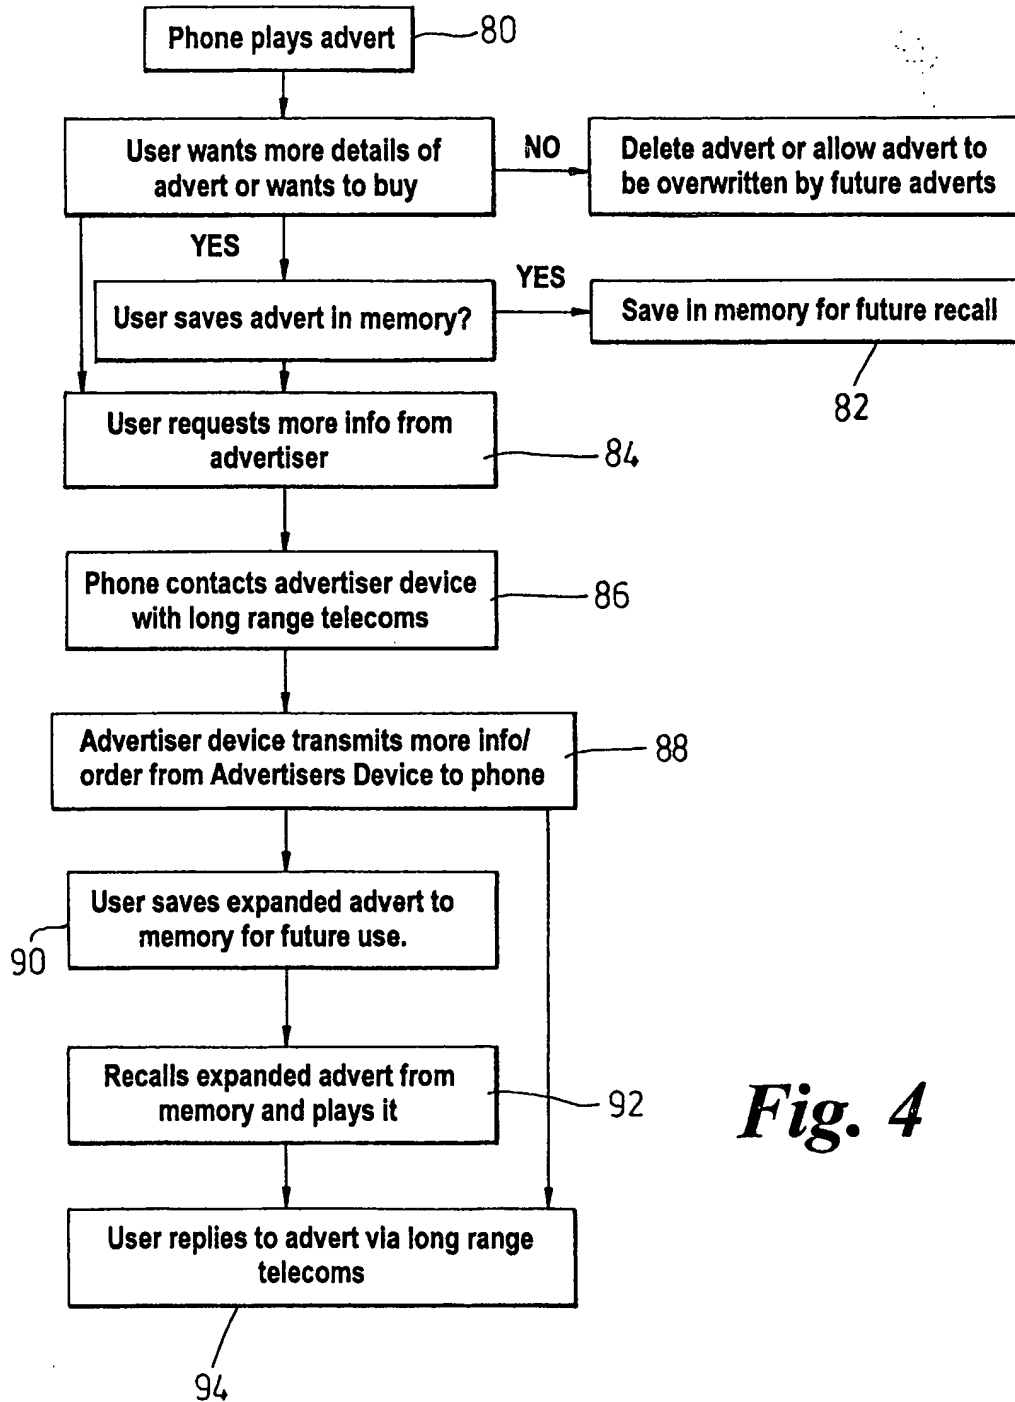 Phone plays advert
80
User wants more details of
advert or wants to buy
NO
Delete advert or allow advert to
be overwritten by future adverts
YES
User saves advert in memory?
YES
Save in memory for future recall
82
User requests more info from
advertiser
84
Phone contacts advertiser device
with long range telecoms
86
Advertiser device transmits more info/
order from Advertisers Device to phone
88
User saves expanded advert to
memory for future use.
90
Recalls expanded advert from
memory and plays it
92
Fig. 4
User replies to advert via long range
telecoms
94